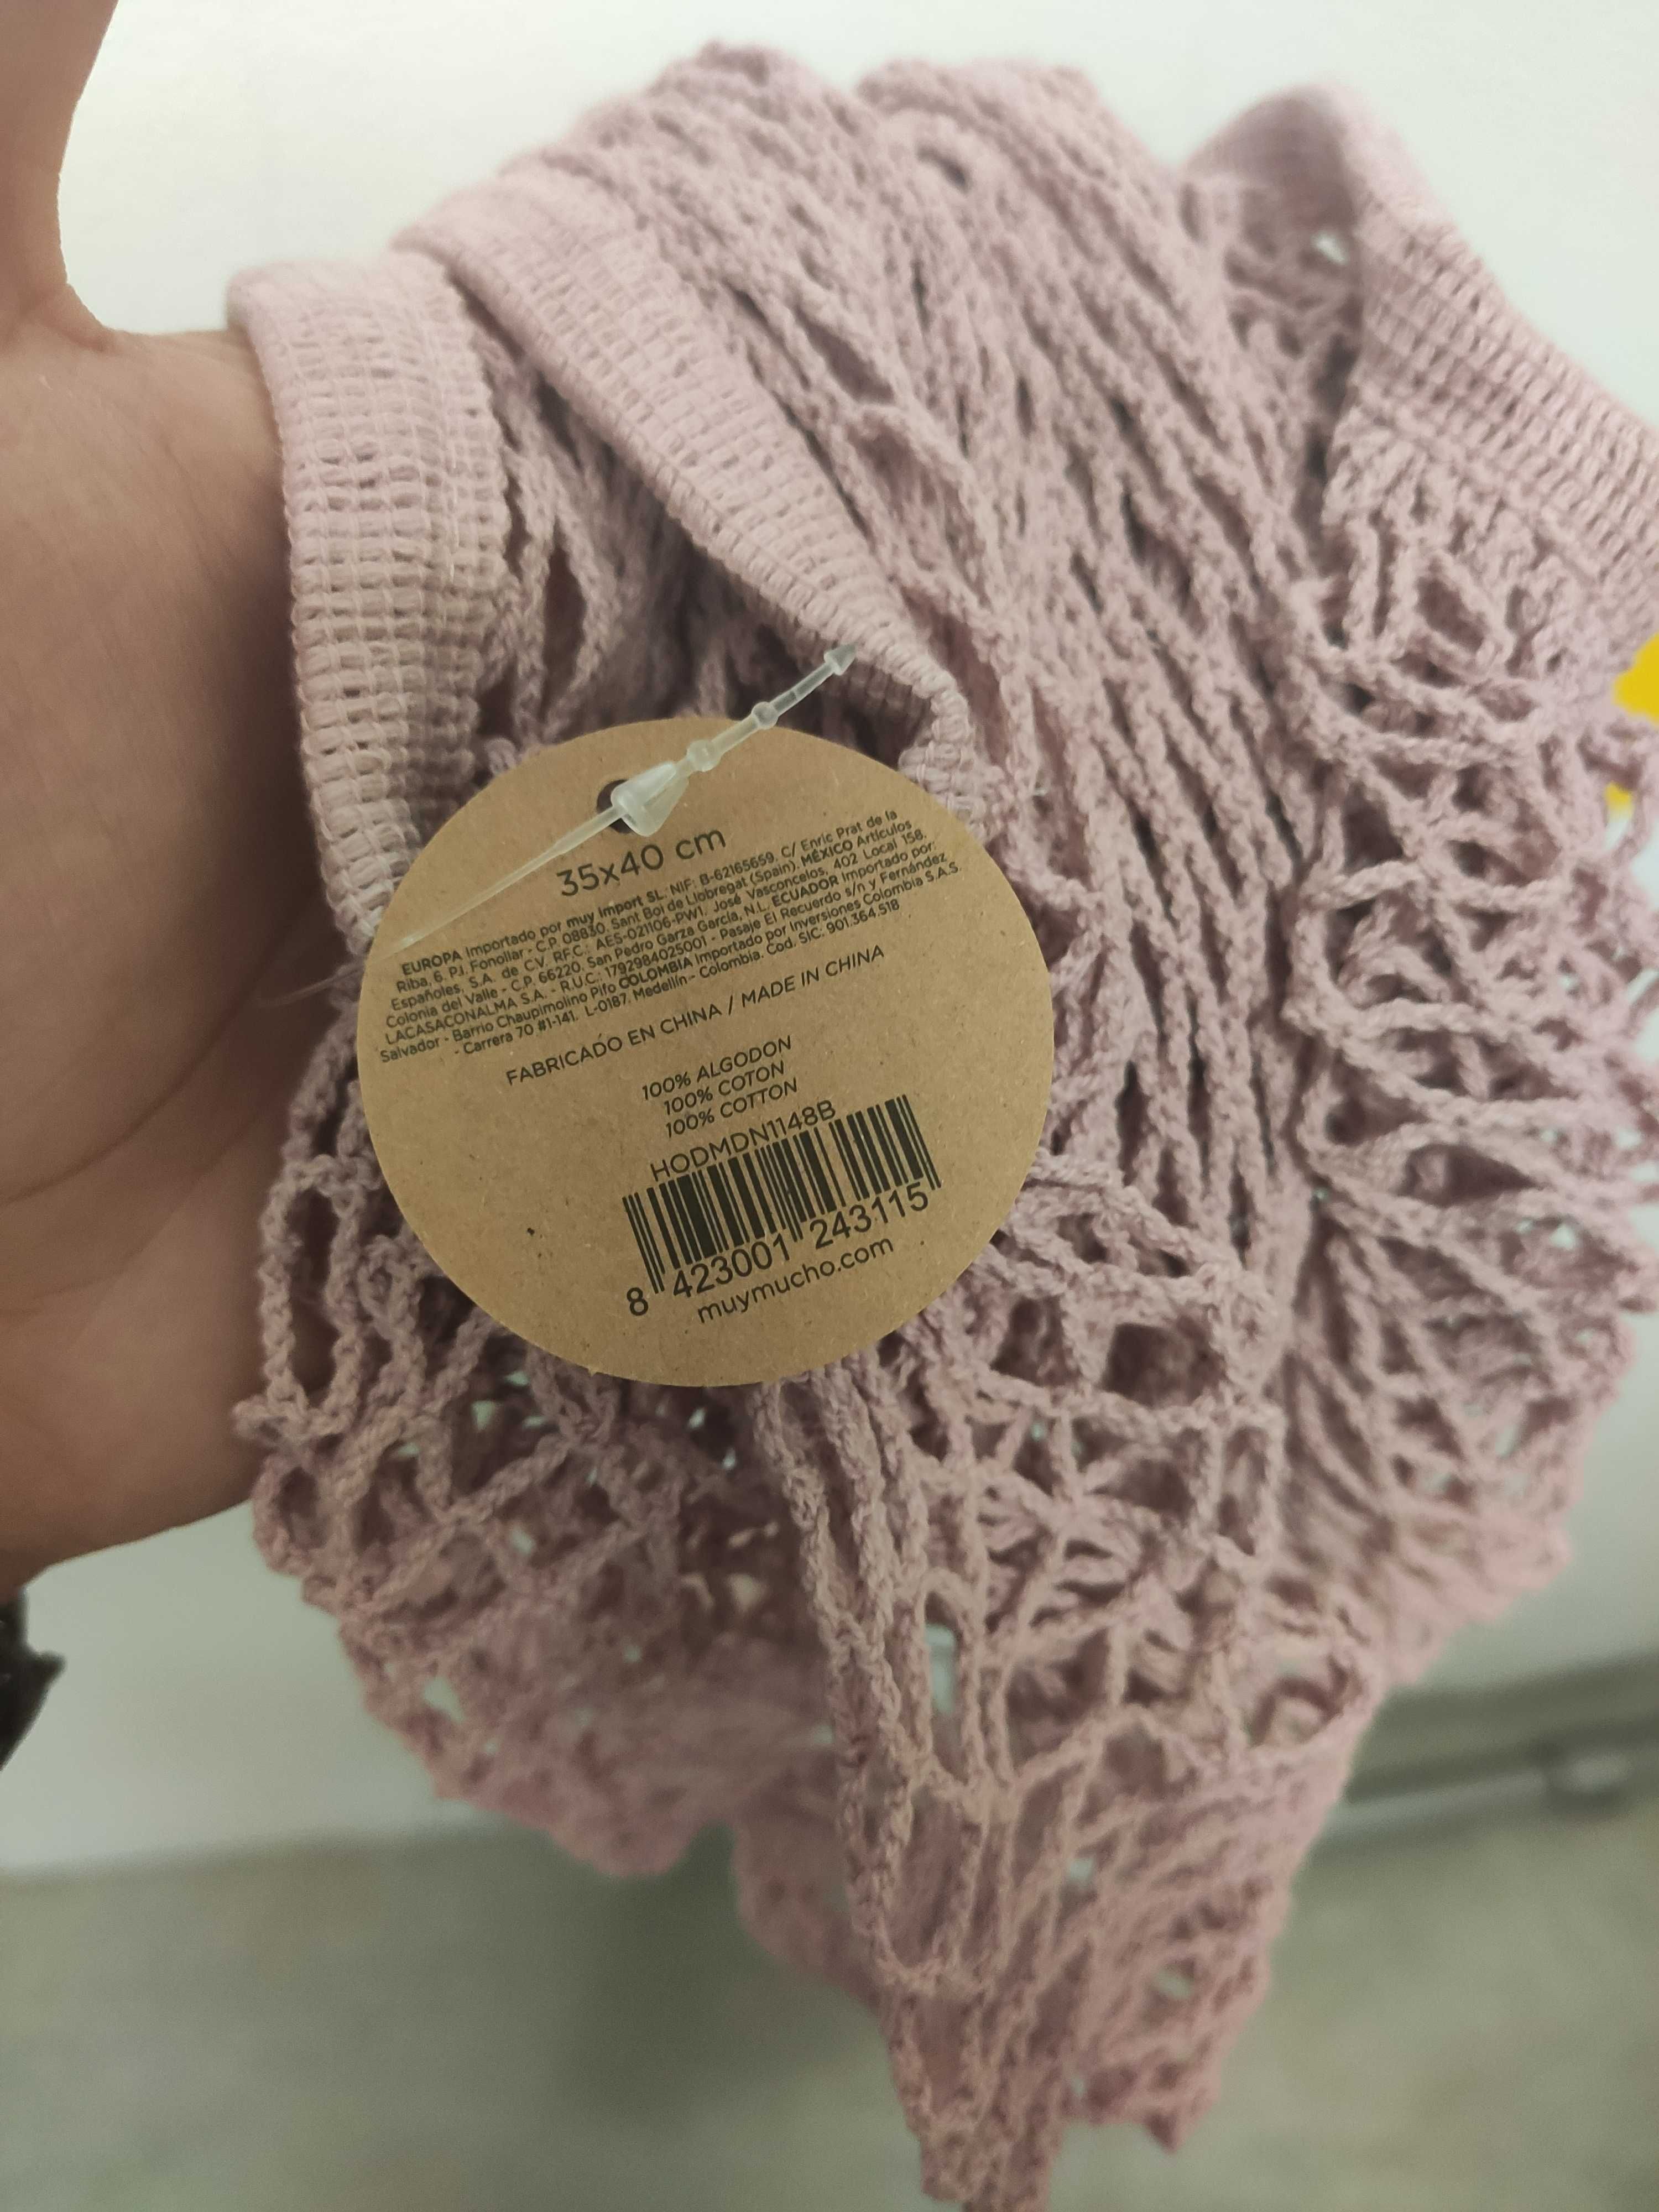 35x40 cm
EUROPA Importado por muy Import SL. NIF: B-62165659. C/ Enric Prat de la
Riba, 6. P.I. Fonollar - C.P. 08830. Sant Boi de Llobregat (Spain). MÉXICO Artículos
Españoles, S.A. de CV. RFC.: AES-021106-PW1. José Vasconcelos, 402 Local 158.
Colonia del Valle - C.P. 66220. San Pedro Garza García, N.L. ECUADOR Importado por:
LACASACONALMA S.A. - R.U.C.: 1792984025001 - Pasaje El Recuerdo s/n y Fernández
Salvador - Barrio Chaupimolino Pifo COLOMBIA Importado por Inversiones Colombia S.A.S.
- Carrera 70 #1-141. L-0187. Medellín - Colombia. Cod. SIC: 901.364.518
FABRICADO EN CHINA / MADE IN CHINA
100% ALGODON
100% COTON
100% COTTON
HODMDN1148B
8 423001 243115
muymucho.com